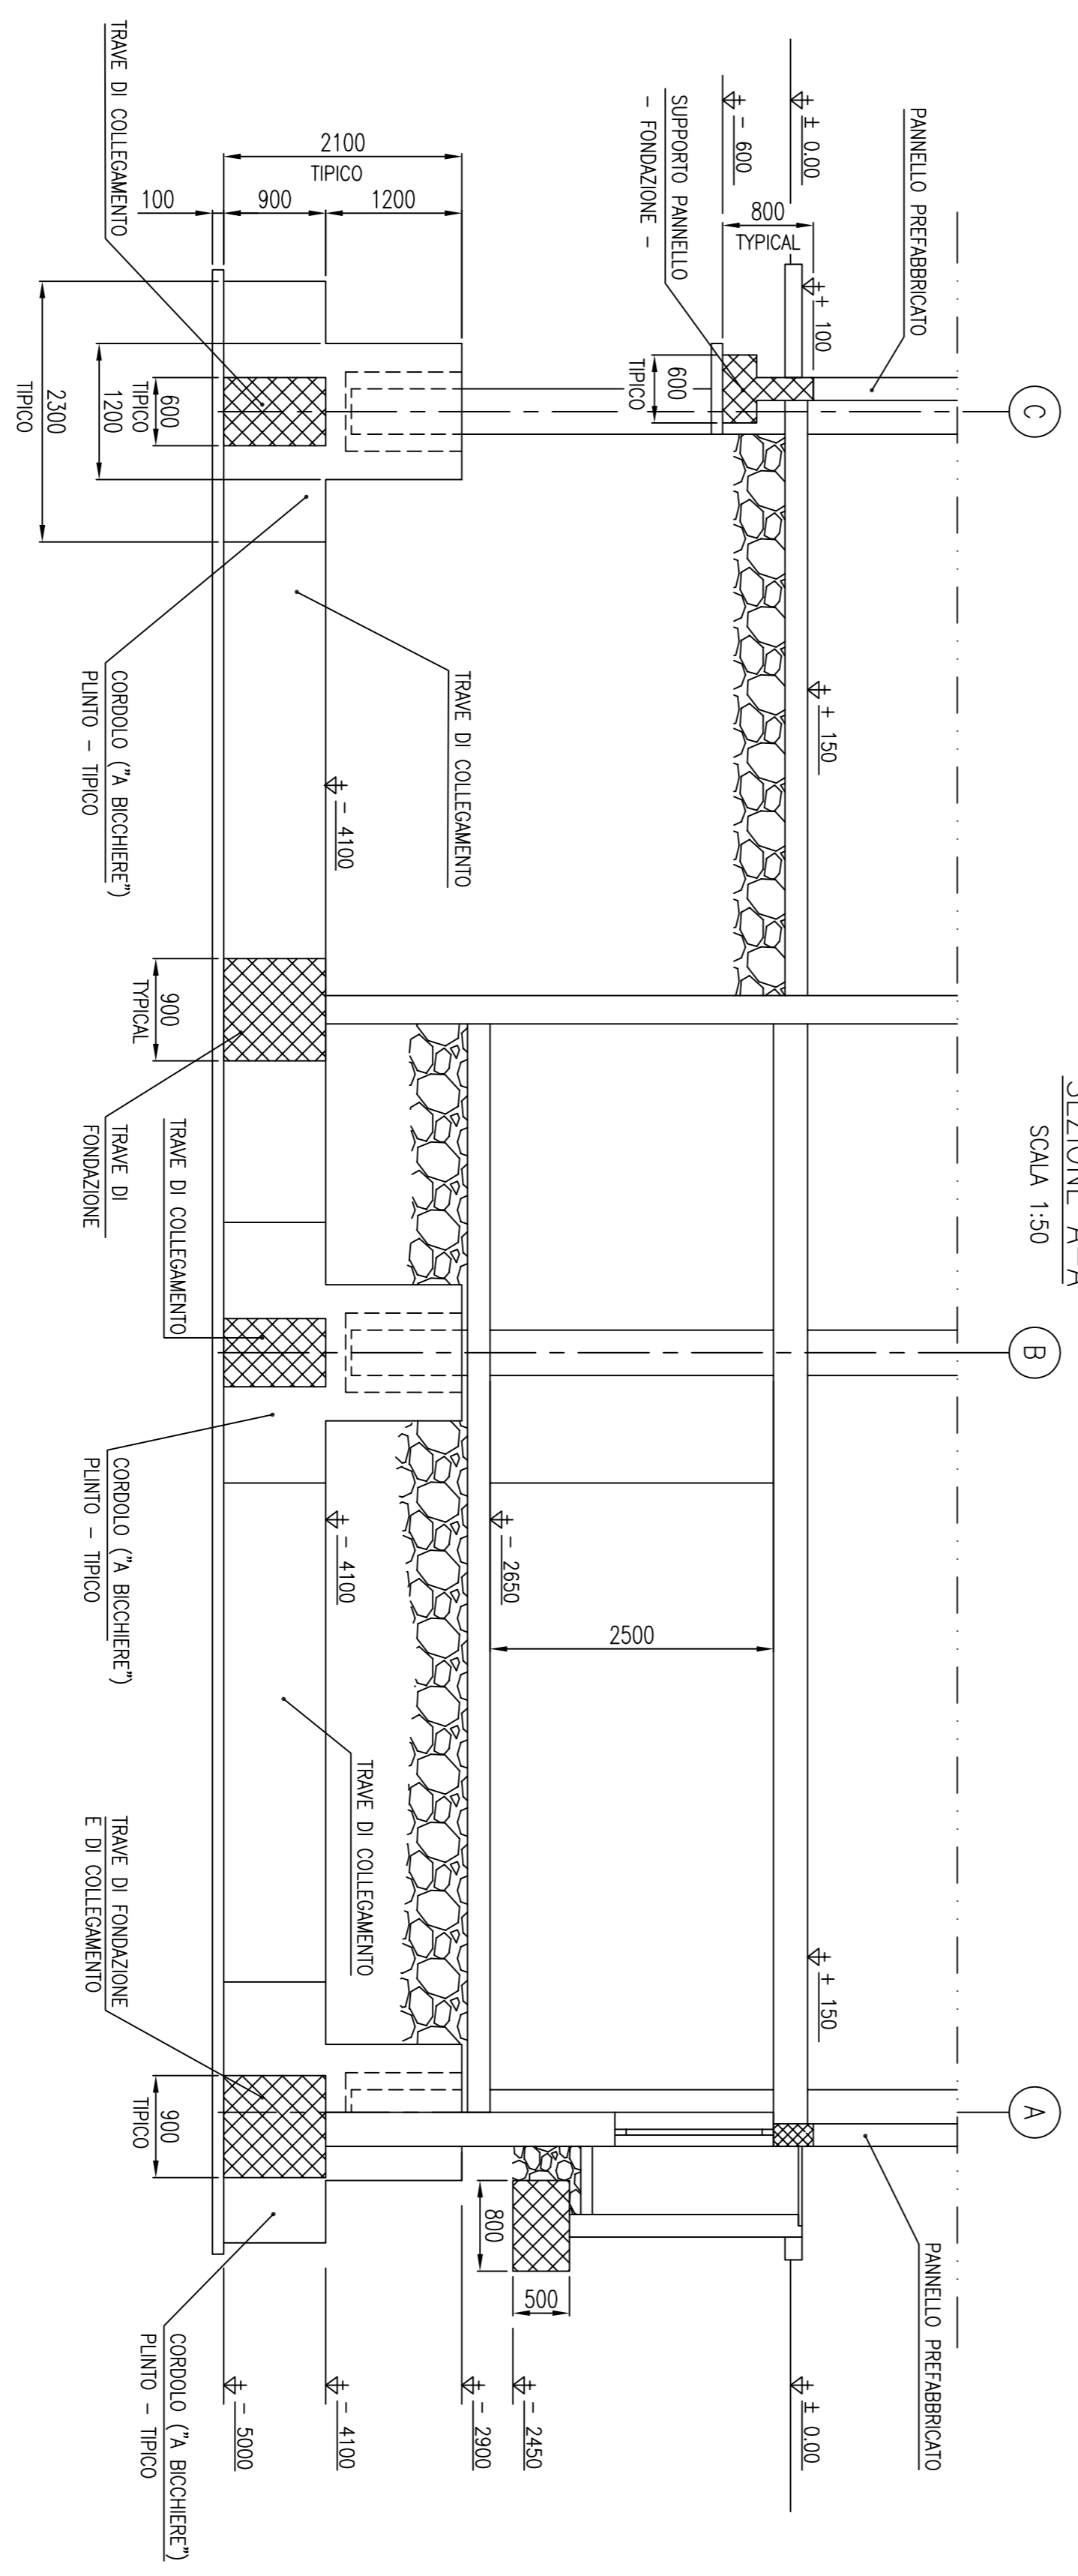 SEZIONE A-A
SCALA 1:50
C
B
A
PANNELLO PREFABBRICATO
± 0.00
+ 100
- 600
800
TYPICAL
SUPPORTO PANNELLO
- FONDAZIONE -
600
TIPICO
+ 150
+ 150
PANNELLO PREFABBRICATO
± 0.00
2500
- 2650
500
800
- 2450
- 2900
- 4100
- 5000
2100
TIPICO
1200
900
100
TRAVE DI COLLEGAMENTO
600
TIPICO
1200
2300
TIPICO
TRAVE DI COLLEGAMENTO
- 4100
CORDOLO ("A BICCHIERE")
PLINTO - TIPICO
900
TYPICAL
TRAVE DI
FONDAZIONE
TRAVE DI COLLEGAMENTO
CORDOLO ("A BICCHIERE")
PLINTO - TIPICO
- 4100
TRAVE DI COLLEGAMENTO
TRAVE DI FONDAZIONE
E DI COLLEGAMENTO
900
TIPICO
CORDOLO ("A BICCHIERE")
PLINTO - TIPICO